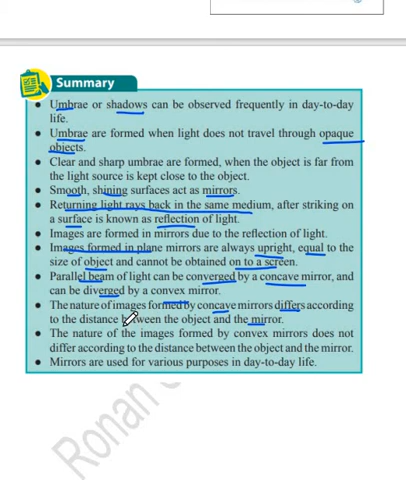 Summary
• Umbrae or shadows can be observed frequently in day-to-day
life.
• Umbrae are formed when light does not travel through opaque
objects.
• Clear and sharp umbrae are formed, when the object is far from
the light source is kept close to the object.
• Smooth, shining surfaces act as mirrors.
• Returning light rays back in the same medium, after striking on
a surface is known as reflection of light.
• Images are formed in mirrors due to the reflection of light.
• Images formed in plane mirrors are always upright, equal to the
size of object and cannot be obtained on to a screen.
• Parallel beam of light can be converged by a concave mirror, and
can be diverged by a convex mirror.
• The nature of images formed by concave mirrors differs according
to the distance between the object and the mirror.
• The nature of the images formed by convex mirrors does not
differ according to the distance between the object and the mirror.
• Mirrors are used for various purposes in day-to-day life.
Ronan